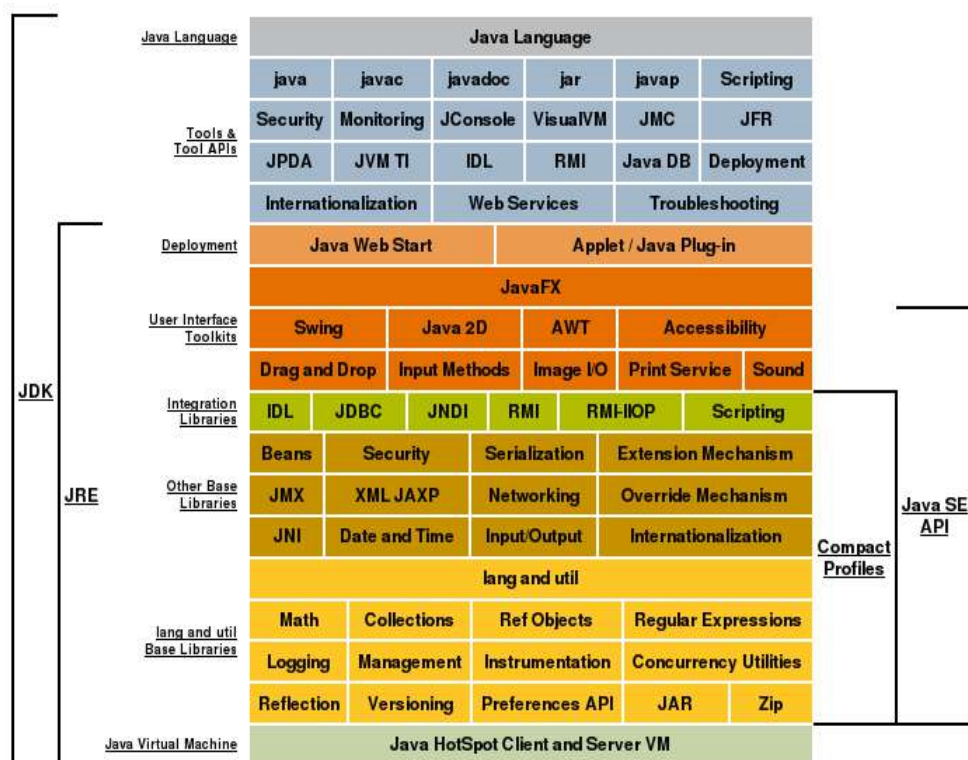 Java Language Java Language
java javac javadoc jar javap Scripting
Tools & Tool APIs Security Monitoring JConsole VisualVM JMC JFR
JPDA JVM TI IDL RMI Java DB Deployment
Internationalization Web Services Troubleshooting
Deployment Java Web Start Applet / Java Plug-in
JavaFX
User Interface Toolkits Swing Java 2D AWT Accessibility
Drag and Drop Input Methods Image I/O Print Service Sound
JDK
Integration Libraries IDL JDBC JNDI RMI RMI-IIOP Scripting
Beans Security Serialization Extension Mechanism
JRE
Other Base Libraries JMX XML JAXP Networking Override Mechanism
Java SE API
JNI Date and Time Input/Output Internationalization
Compact Profiles
lang and util
Math Collections Ref Objects Regular Expressions
lang and util Base Libraries
Logging Management Instrumentation Concurrency Utilities
Reflection Versioning Preferences API JAR Zip
Java Virtual Machine Java HotSpot Client and Server VM